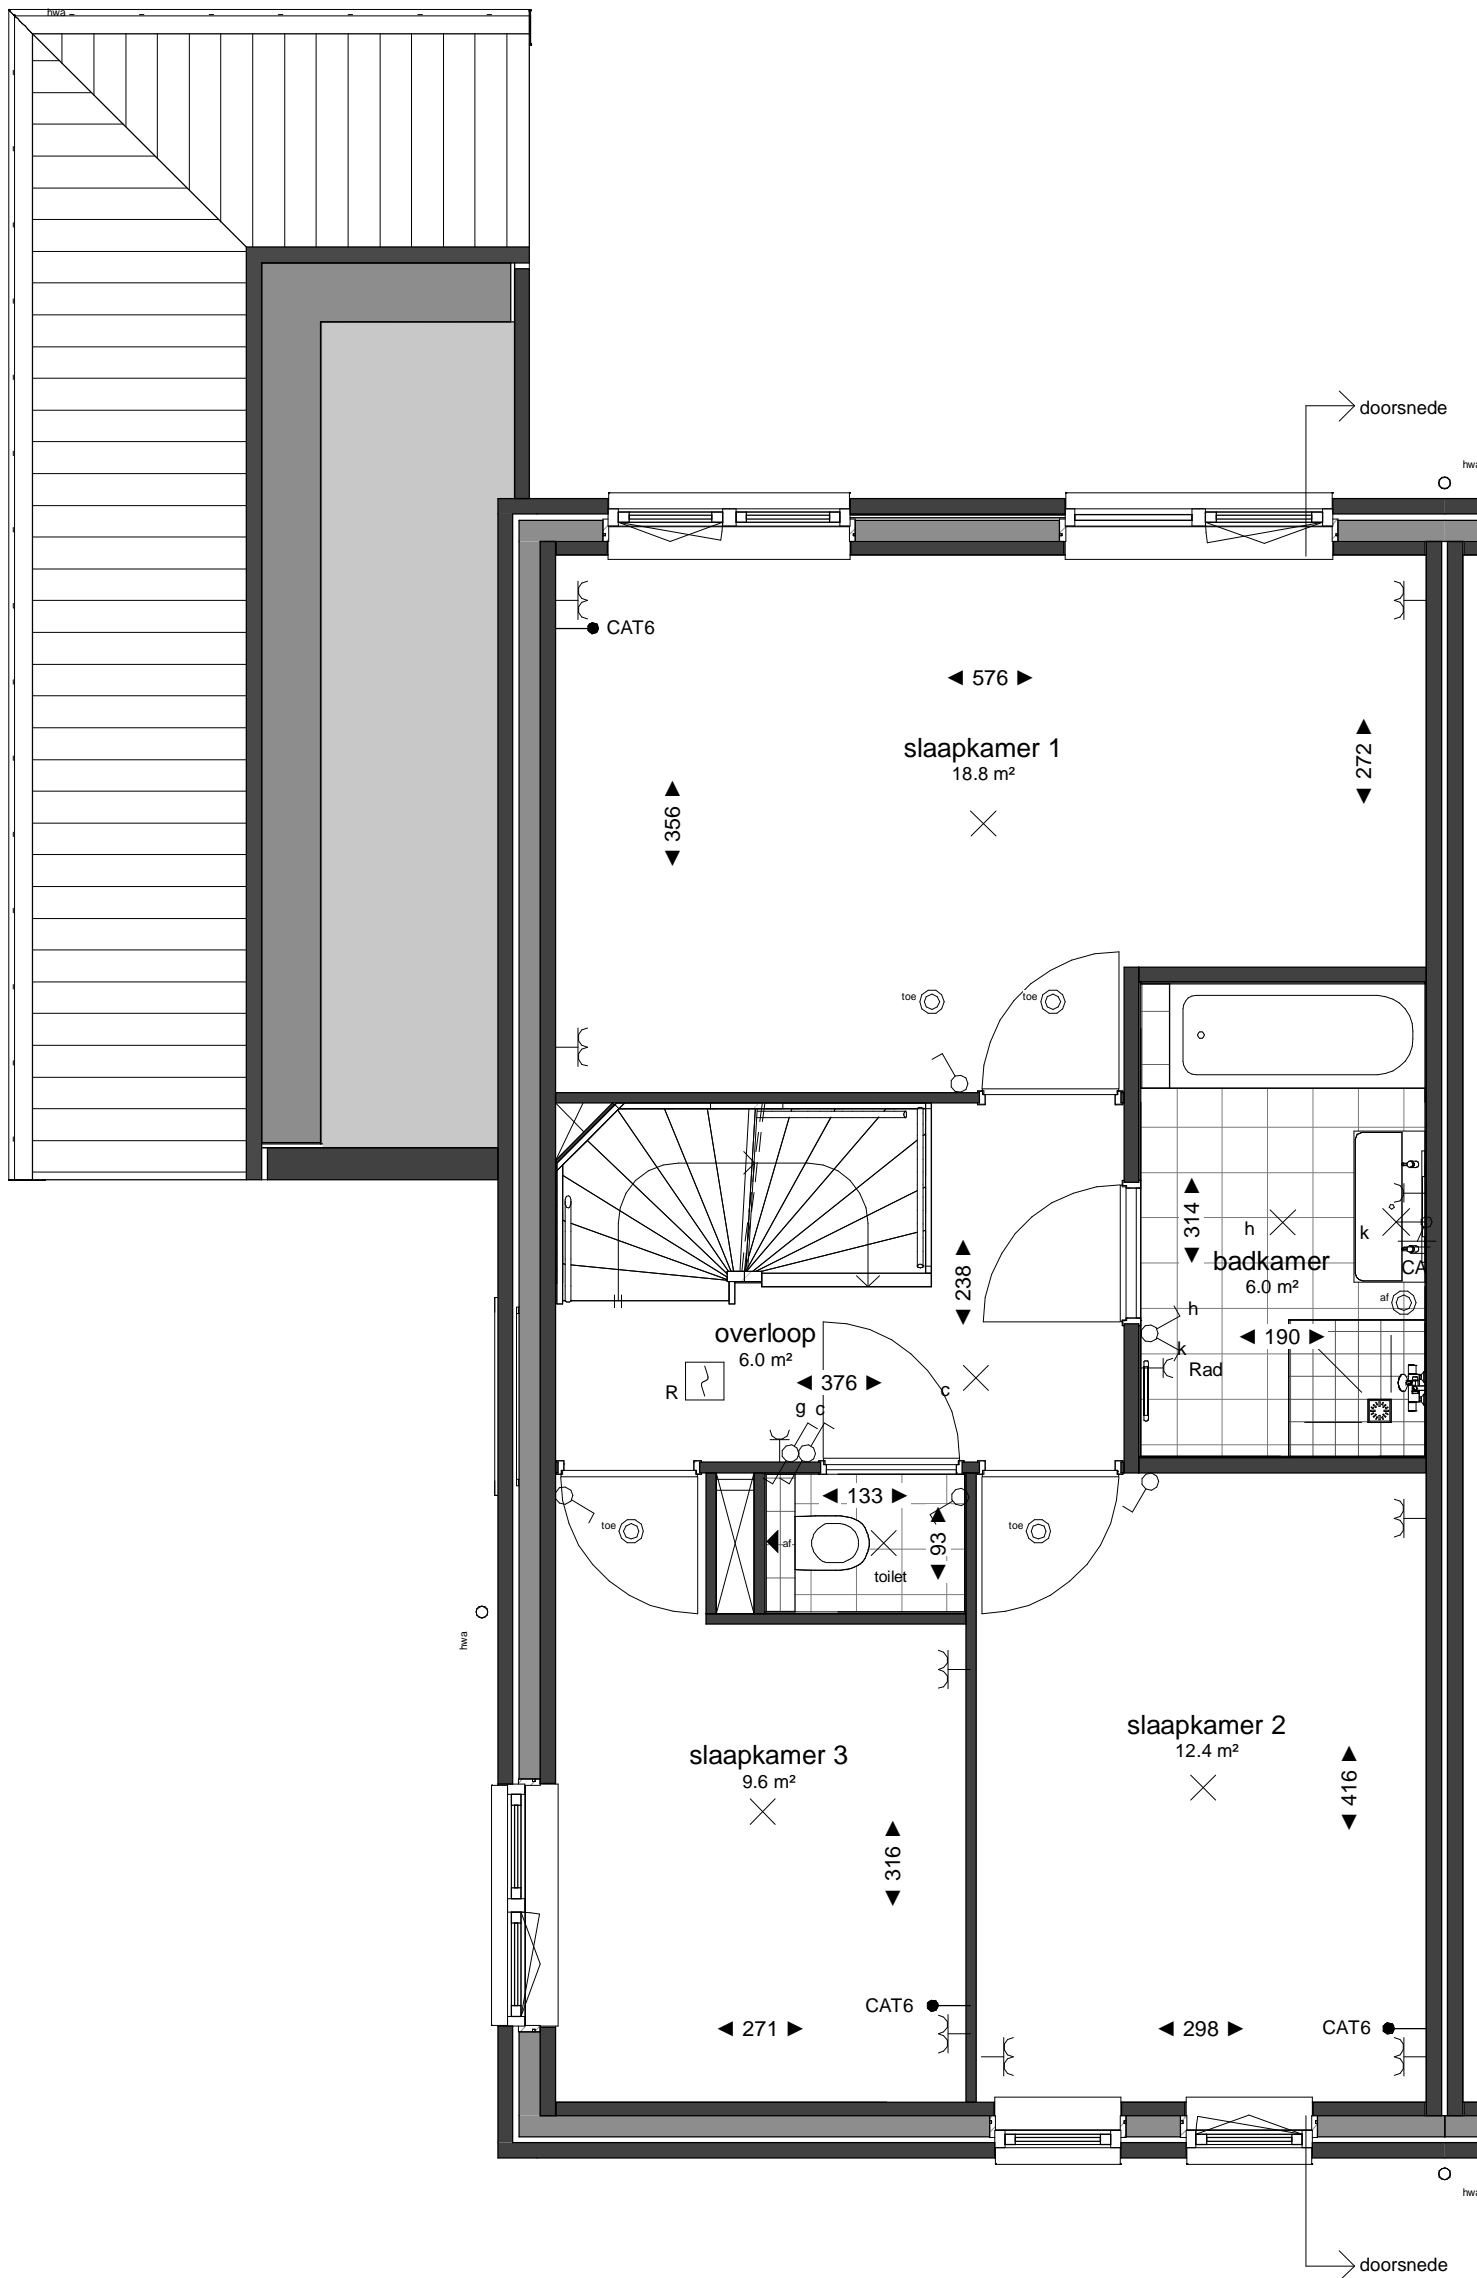 hwa
doorsnede
hwa
CAT6
576
slaapkamer 1
18.8 m²
272
356
toe
toe
314
h
k
badkamer
6.0 m²
CA
238
af
h
overloop
6.0 m²
190
k
Rad
376
c
R
g c
133
toe
93
toe
af
toilet
hwa
slaapkamer 2
12.4 m²
slaapkamer 3
9.6 m²
416
316
CAT6
271
298
CAT6
hwa
doorsnede